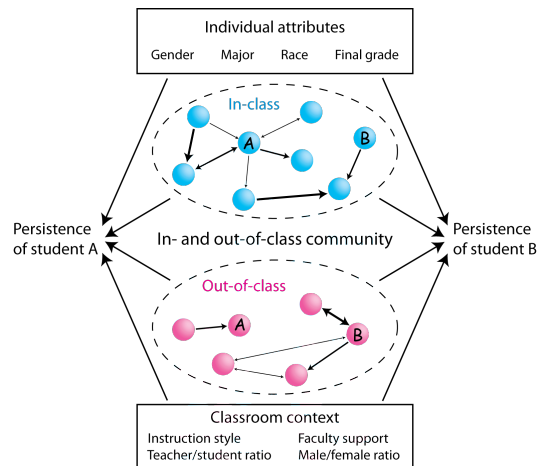 Individual attributes
Gender Major Race Final grade
In-class
A
B
Persistence
of student A
In- and out-of-class community
Persistence
of student B
Out-of-class
A
B
Classroom context
Instruction style Faculty support
Teacher/student ratio Male/female ratio